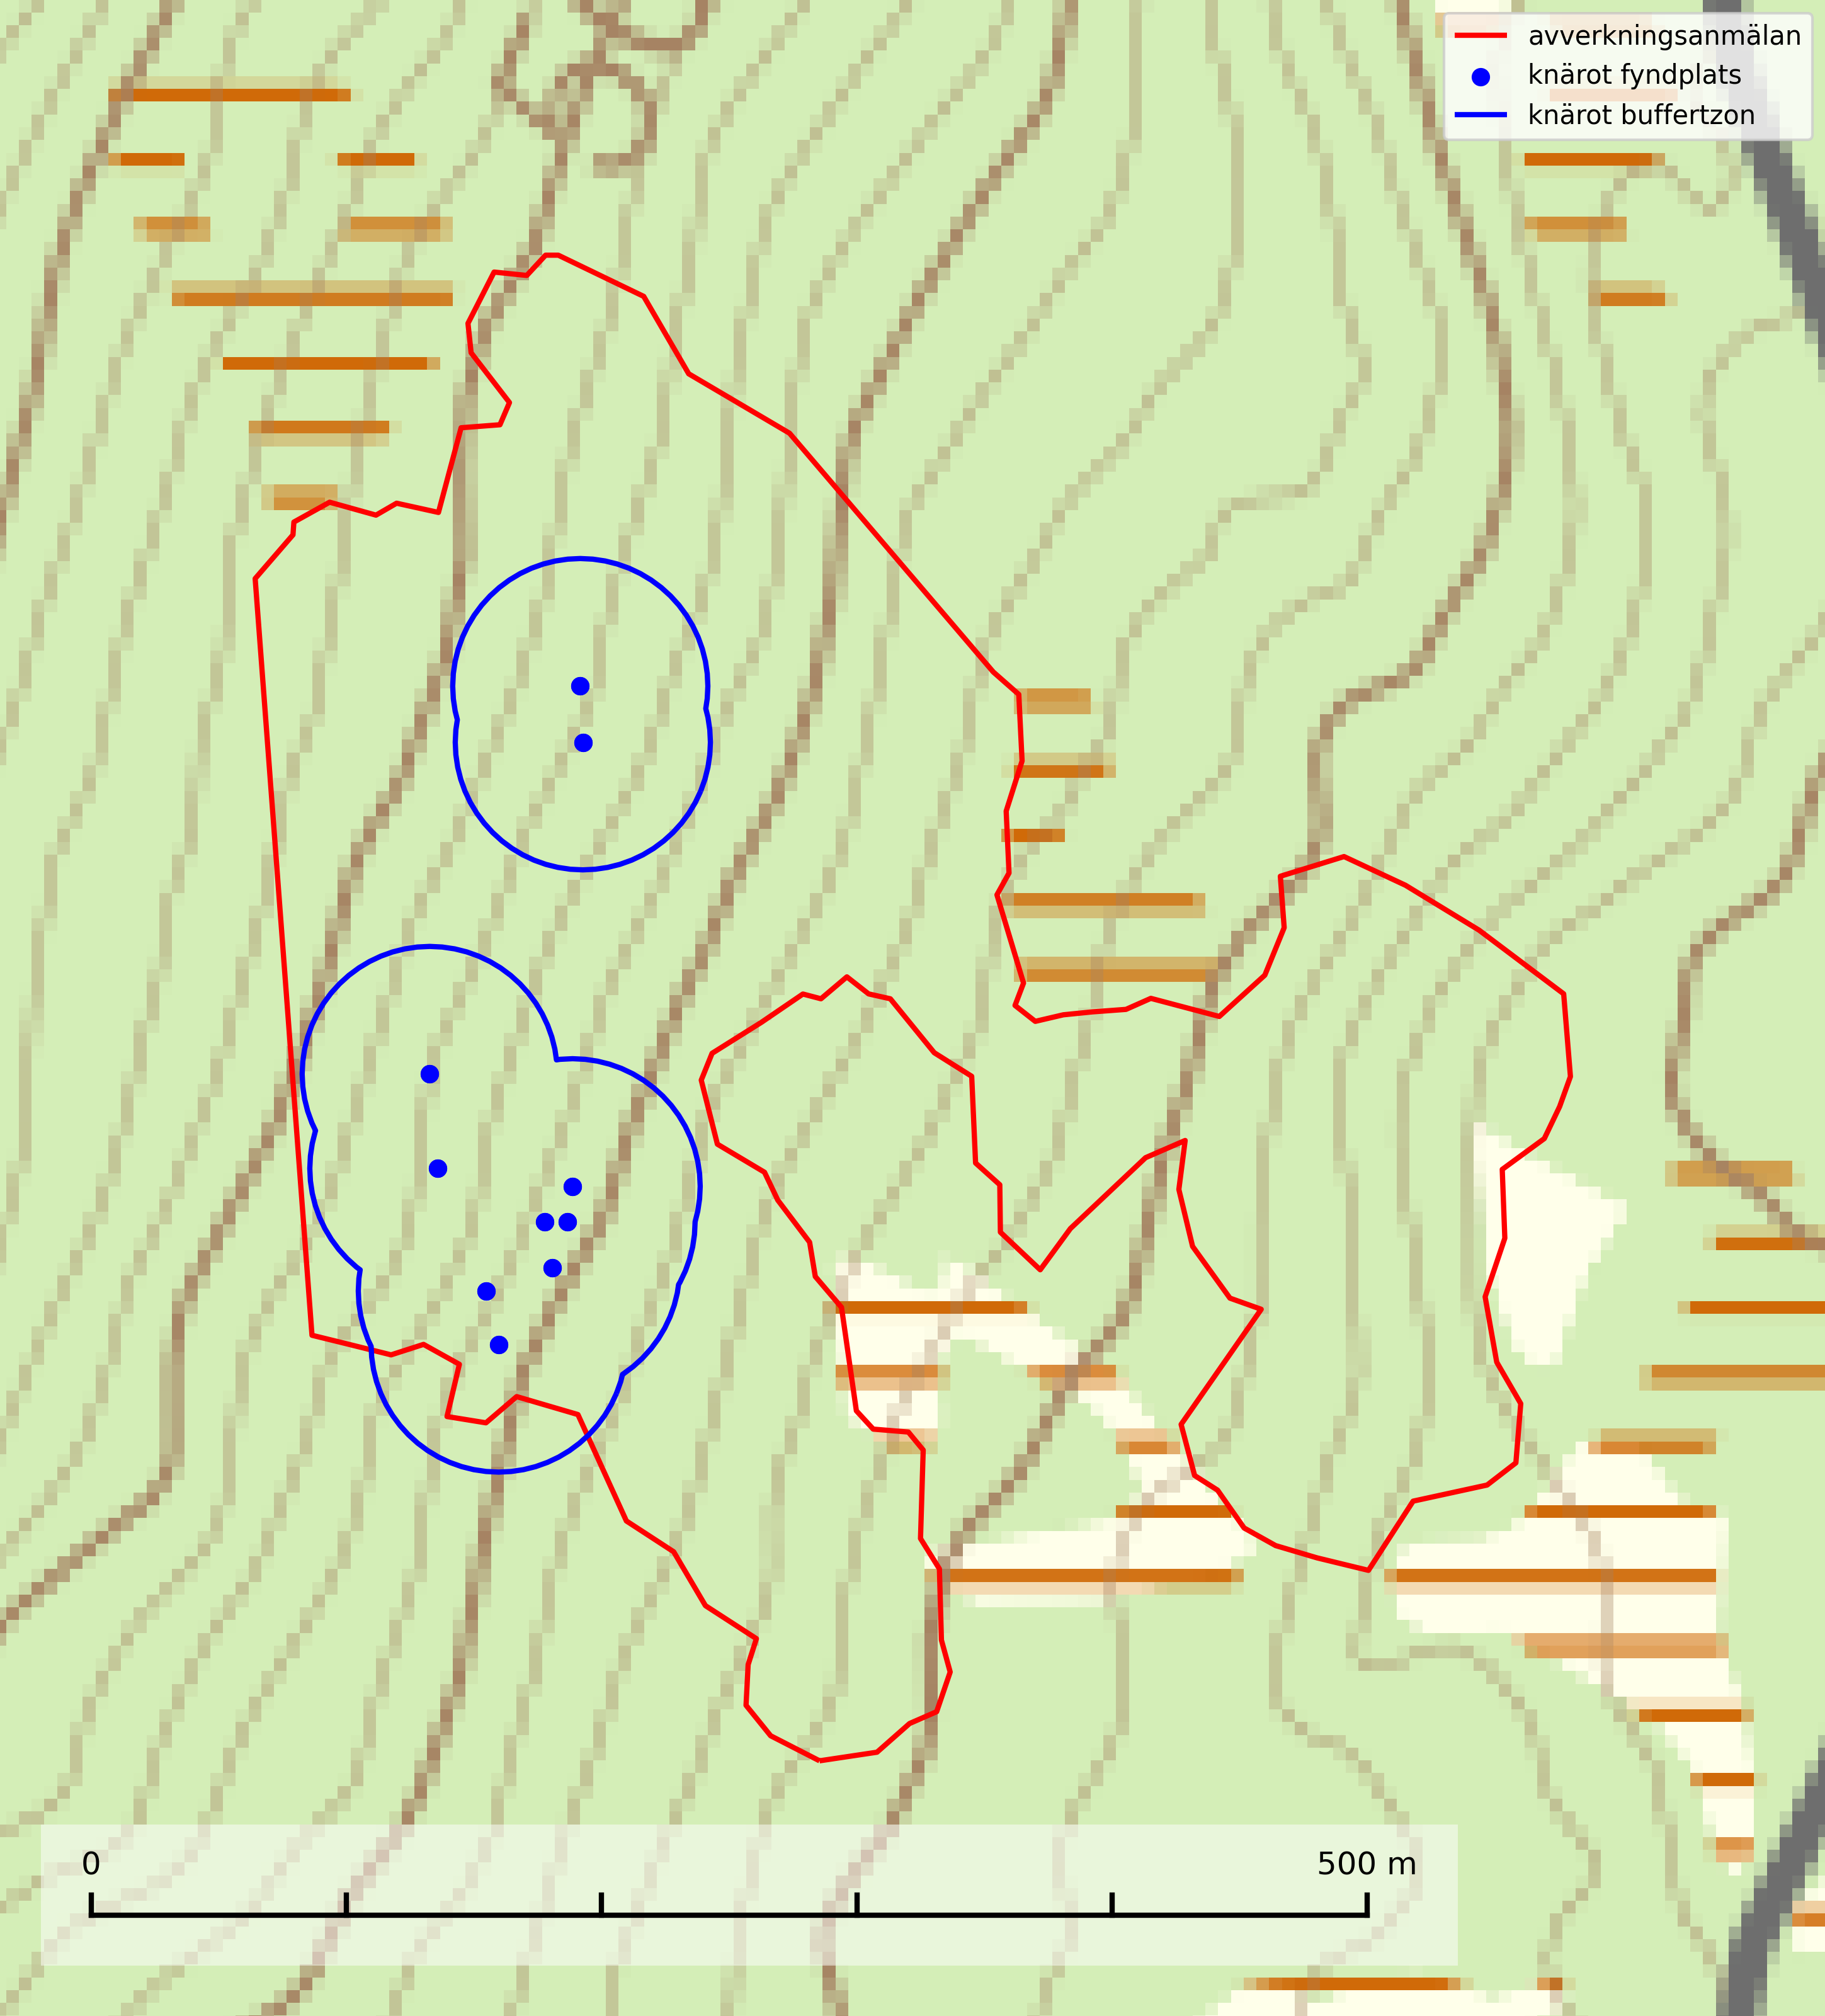 avverkningsanmälan
knärot fyndplats
knärot buffertzon
0 500 m